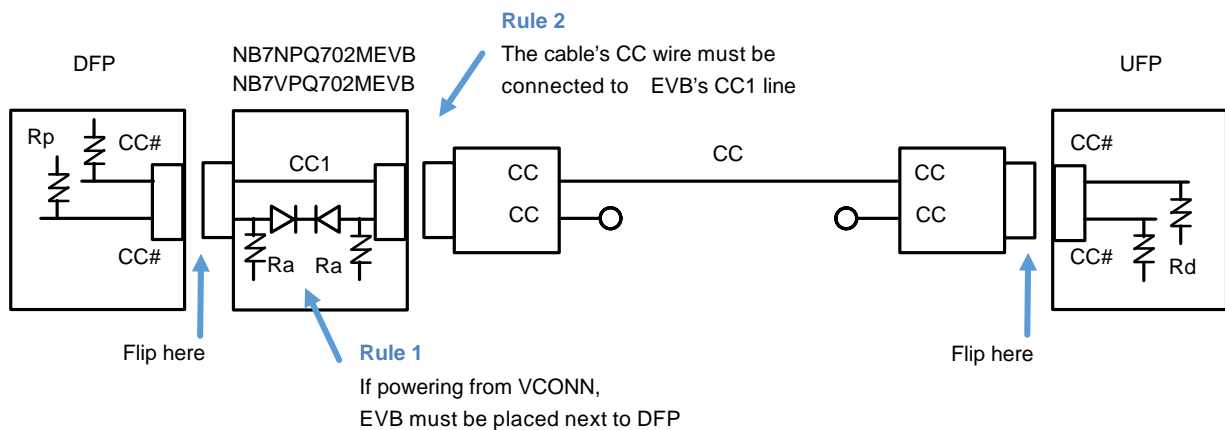 Rule 2
The cable's CC wire must be
connected to EVB's CC1 line
DFP
NB7NPQ702MEVB
NB7VPQ702MEVB
UFP
Rp
CC#
CC#
CC1
Ra
Ra
CC
CC
CC
CC
CC
CC#
CC#
Rd
Flip here
Rule 1
If powering from VCONN,
EVB must be placed next to DFP
Flip here